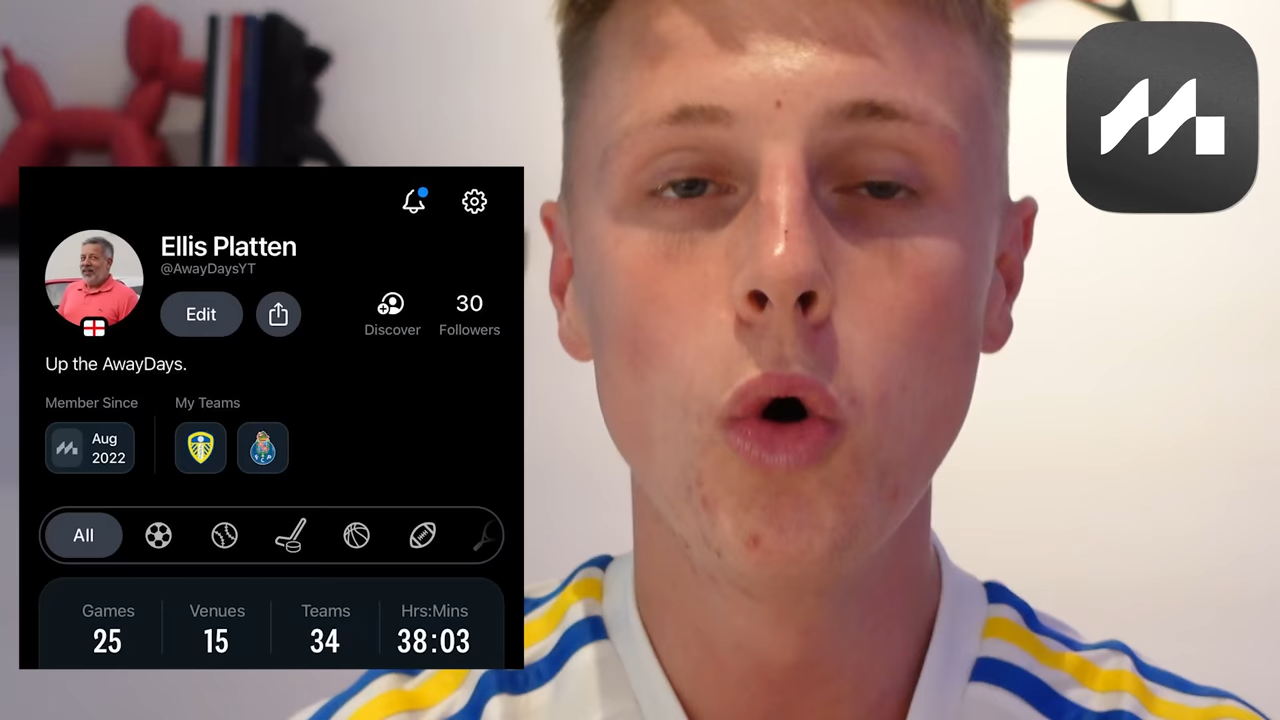 Ellis Platten
@AwayDaysYT
Edit
Discover
30
Followers
Up the AwayDays.
Member Since
My Teams
Aug
2022
All
Games
Venues
Teams
Hrs:Mins
25
15
34
38:03